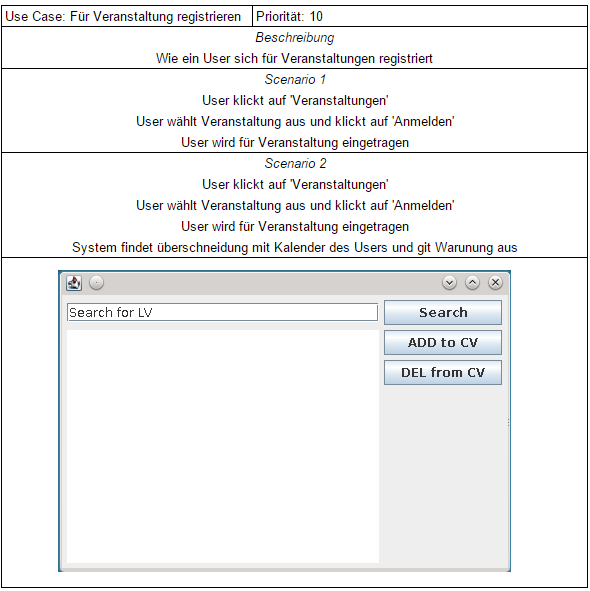 Use Case: Für Veranstaltung registrieren
Priorität: 10
Beschreibung
Wie ein User sich für Veranstaltungen registriert
Scenario 1
User klickt auf 'Veranstaltungen'
User wählt Veranstaltung aus und klickt auf 'Anmelden'
User wird für Veranstaltung eingetragen
Scenario 2
User klickt auf 'Veranstaltungen'
User wählt Veranstaltung aus und klickt auf 'Anmelden'
User wird für Veranstaltung eingetragen
System findet überschneidung mit Kalender des Users und git Warunung aus
Search for LV
Search
ADD to CV
DEL from CV